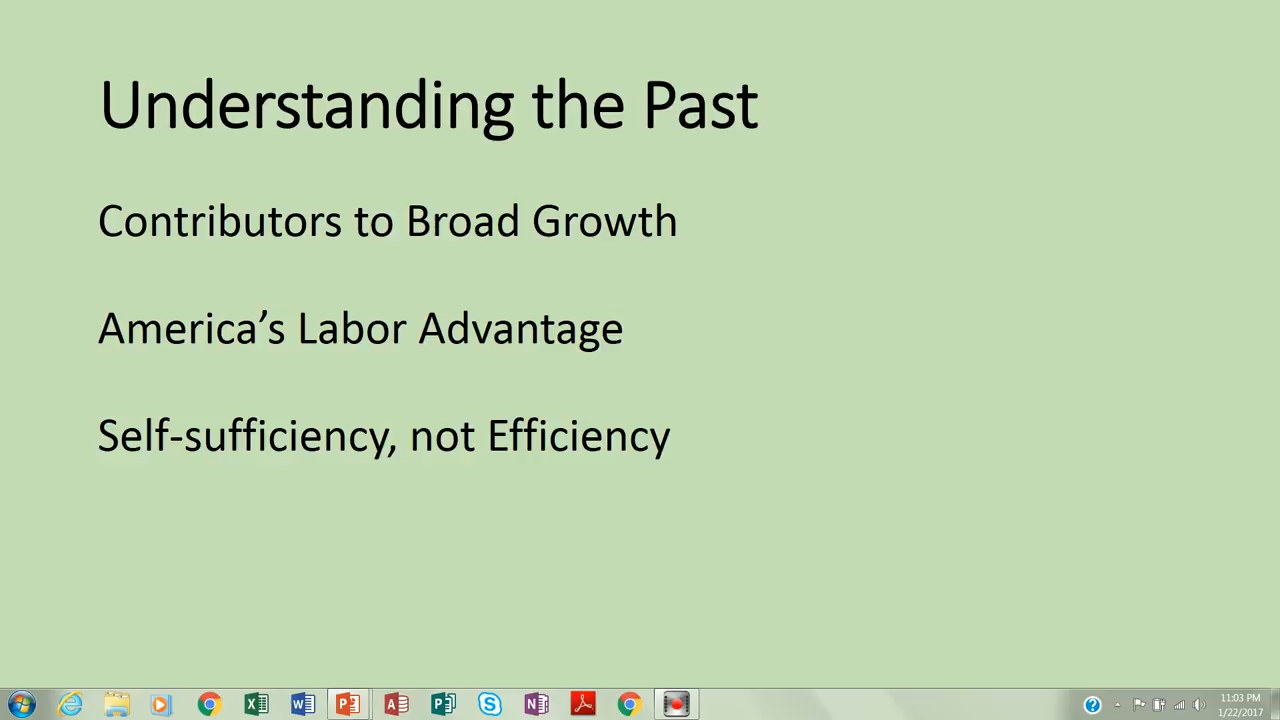 Understanding the Past
Contributors to Broad Growth
America’s Labor Advantage
Self-sufficiency, not Efficiency
11:03 PM
1/22/2017